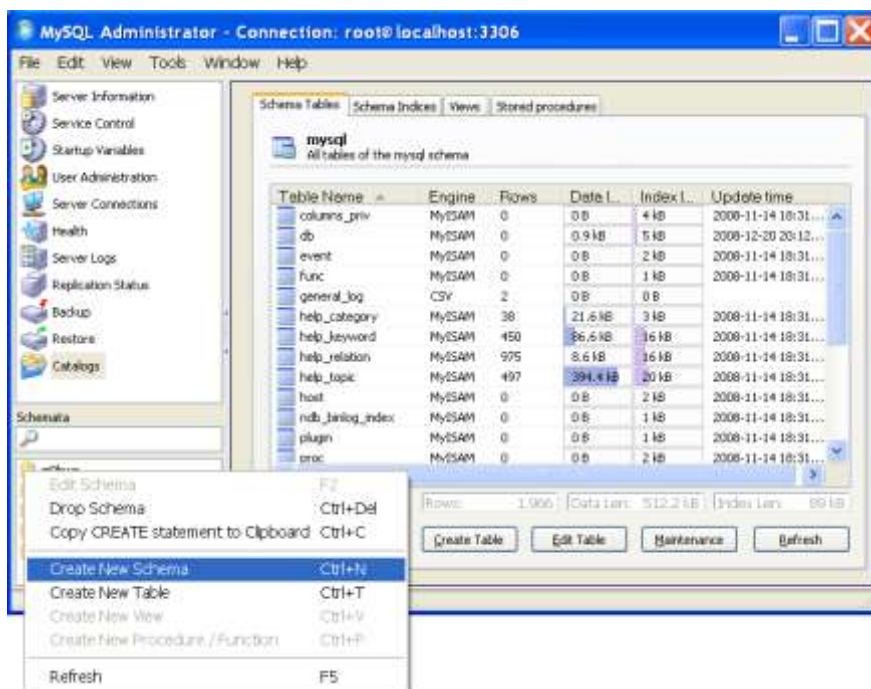 MySQL Administrator - Connection: root@localhost:3306
File Edit View Tools Window Help
Server Information
Service Control
Startup Variables
User Administration
Server Connections
Health
Server Logs
Replication Status
Backup
Restore
Catalogs
Schemata
Schema Tables Schema Indices Views Stored procedures
mysql
All tables of the mysql schema
Table Name Engine Rows Data l... Index l... Update time
columns_priv MyISAM 0 0 B 4 kB 2008-11-14 18:31...
db MyISAM 0 0.9 kB 5 kB 2008-12-20 20:12...
event MyISAM 0 0 B 2 kB 2008-11-14 18:31...
func MyISAM 0 0 B 1 kB 2008-11-14 18:31...
general_log CSV 2 0 B 0 B
help_category MyISAM 38 21.6 kB 3 kB 2008-11-14 18:31...
help_keyword MyISAM 450 86.6 kB 16 kB 2008-11-14 18:31...
help_relation MyISAM 975 8.6 kB 16 kB 2008-11-14 18:31...
help_topic MyISAM 497 394.4 kB 20 kB 2008-11-14 18:31...
host MyISAM 0 0 B 2 kB 2008-11-14 18:31...
ndb_binlog_index MyISAM 0 0 B 1 kB 2008-11-14 18:31...
plugin MyISAM 0 0 B 1 kB 2008-11-14 18:31...
proc MyISAM 0 0 B 2 kB 2008-11-14 18:31...
Rows: 1.966 Data Len: 512.2 kB Index Len: 89 kB
Create Table Edit Table Maintenance Refresh
Edit Schema F2
Drop Schema Ctrl+Del
Copy CREATE statement to Clipboard Ctrl+C
Create New Schema Ctrl+N
Create New Table Ctrl+T
Create New View Ctrl+V
Create New Procedure / Function Ctrl+P
Refresh F5